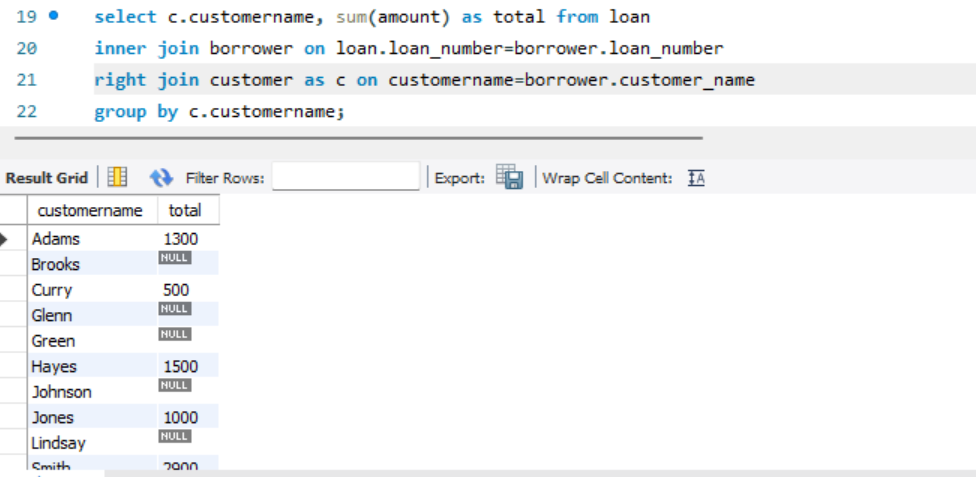 19 select c.customername, sum(amount) as total from loan
20 inner join borrower on loan.loan_number=borrower.loan_number
21 right join customer as c on customername=borrower.customer_name
22 group by c.customername;
Result Grid Filter Rows: Export: Wrap Cell Content: IA
customername total
Adams 1300
Brooks NULL
Curry 500
Glenn NULL
Green NULL
Hayes 1500
Johnson NULL
Jones 1000
Lindsay NULL
Smith 2900